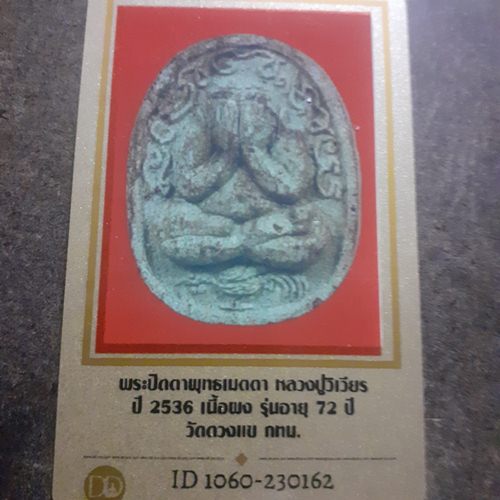 พระปิดตาพุทธเมตตา หลวงปู่วิเวียร
ปี 2536 เนื้อผง รุ่นอายุ 72 ปี
วัดดวงแข กทม.
ID 1060-230162